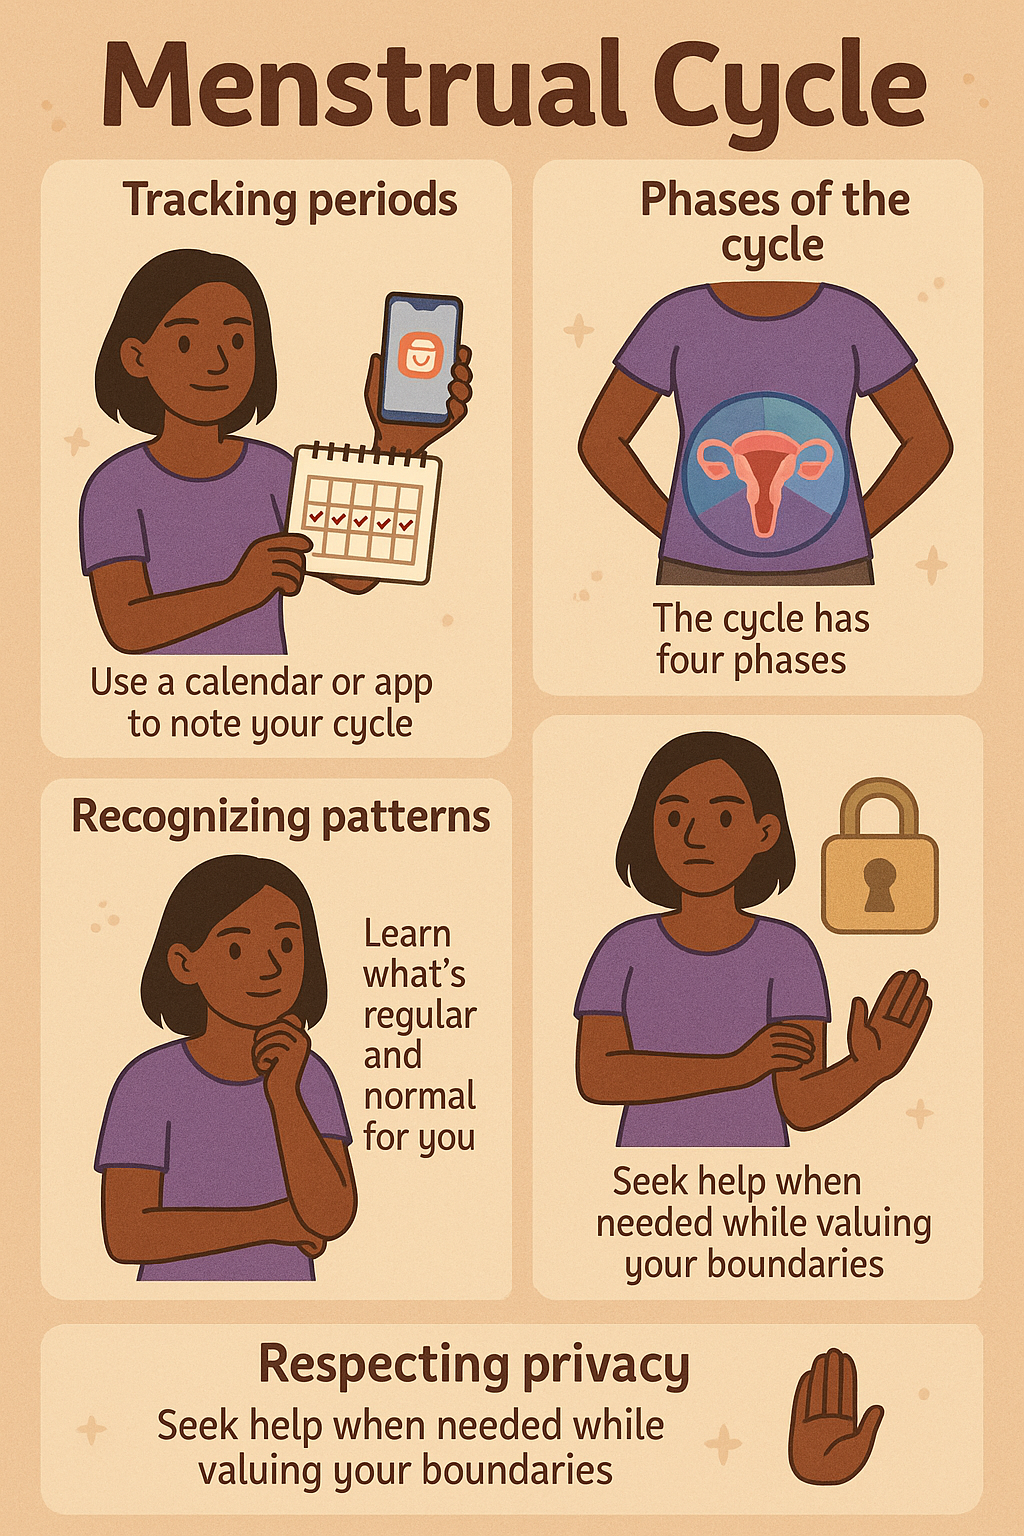 Menstrual Cycle
Tracking periods
Use a calendar or app
to note your cycle
Phases of the
cycle
The cycle has
four phases
Recognizing patterns
Learn
what's
regular
and
normal
for you
Seek help when
needed while valuing
your boundaries
Respecting privacy
Seek help when needed while
valuing your boundaries